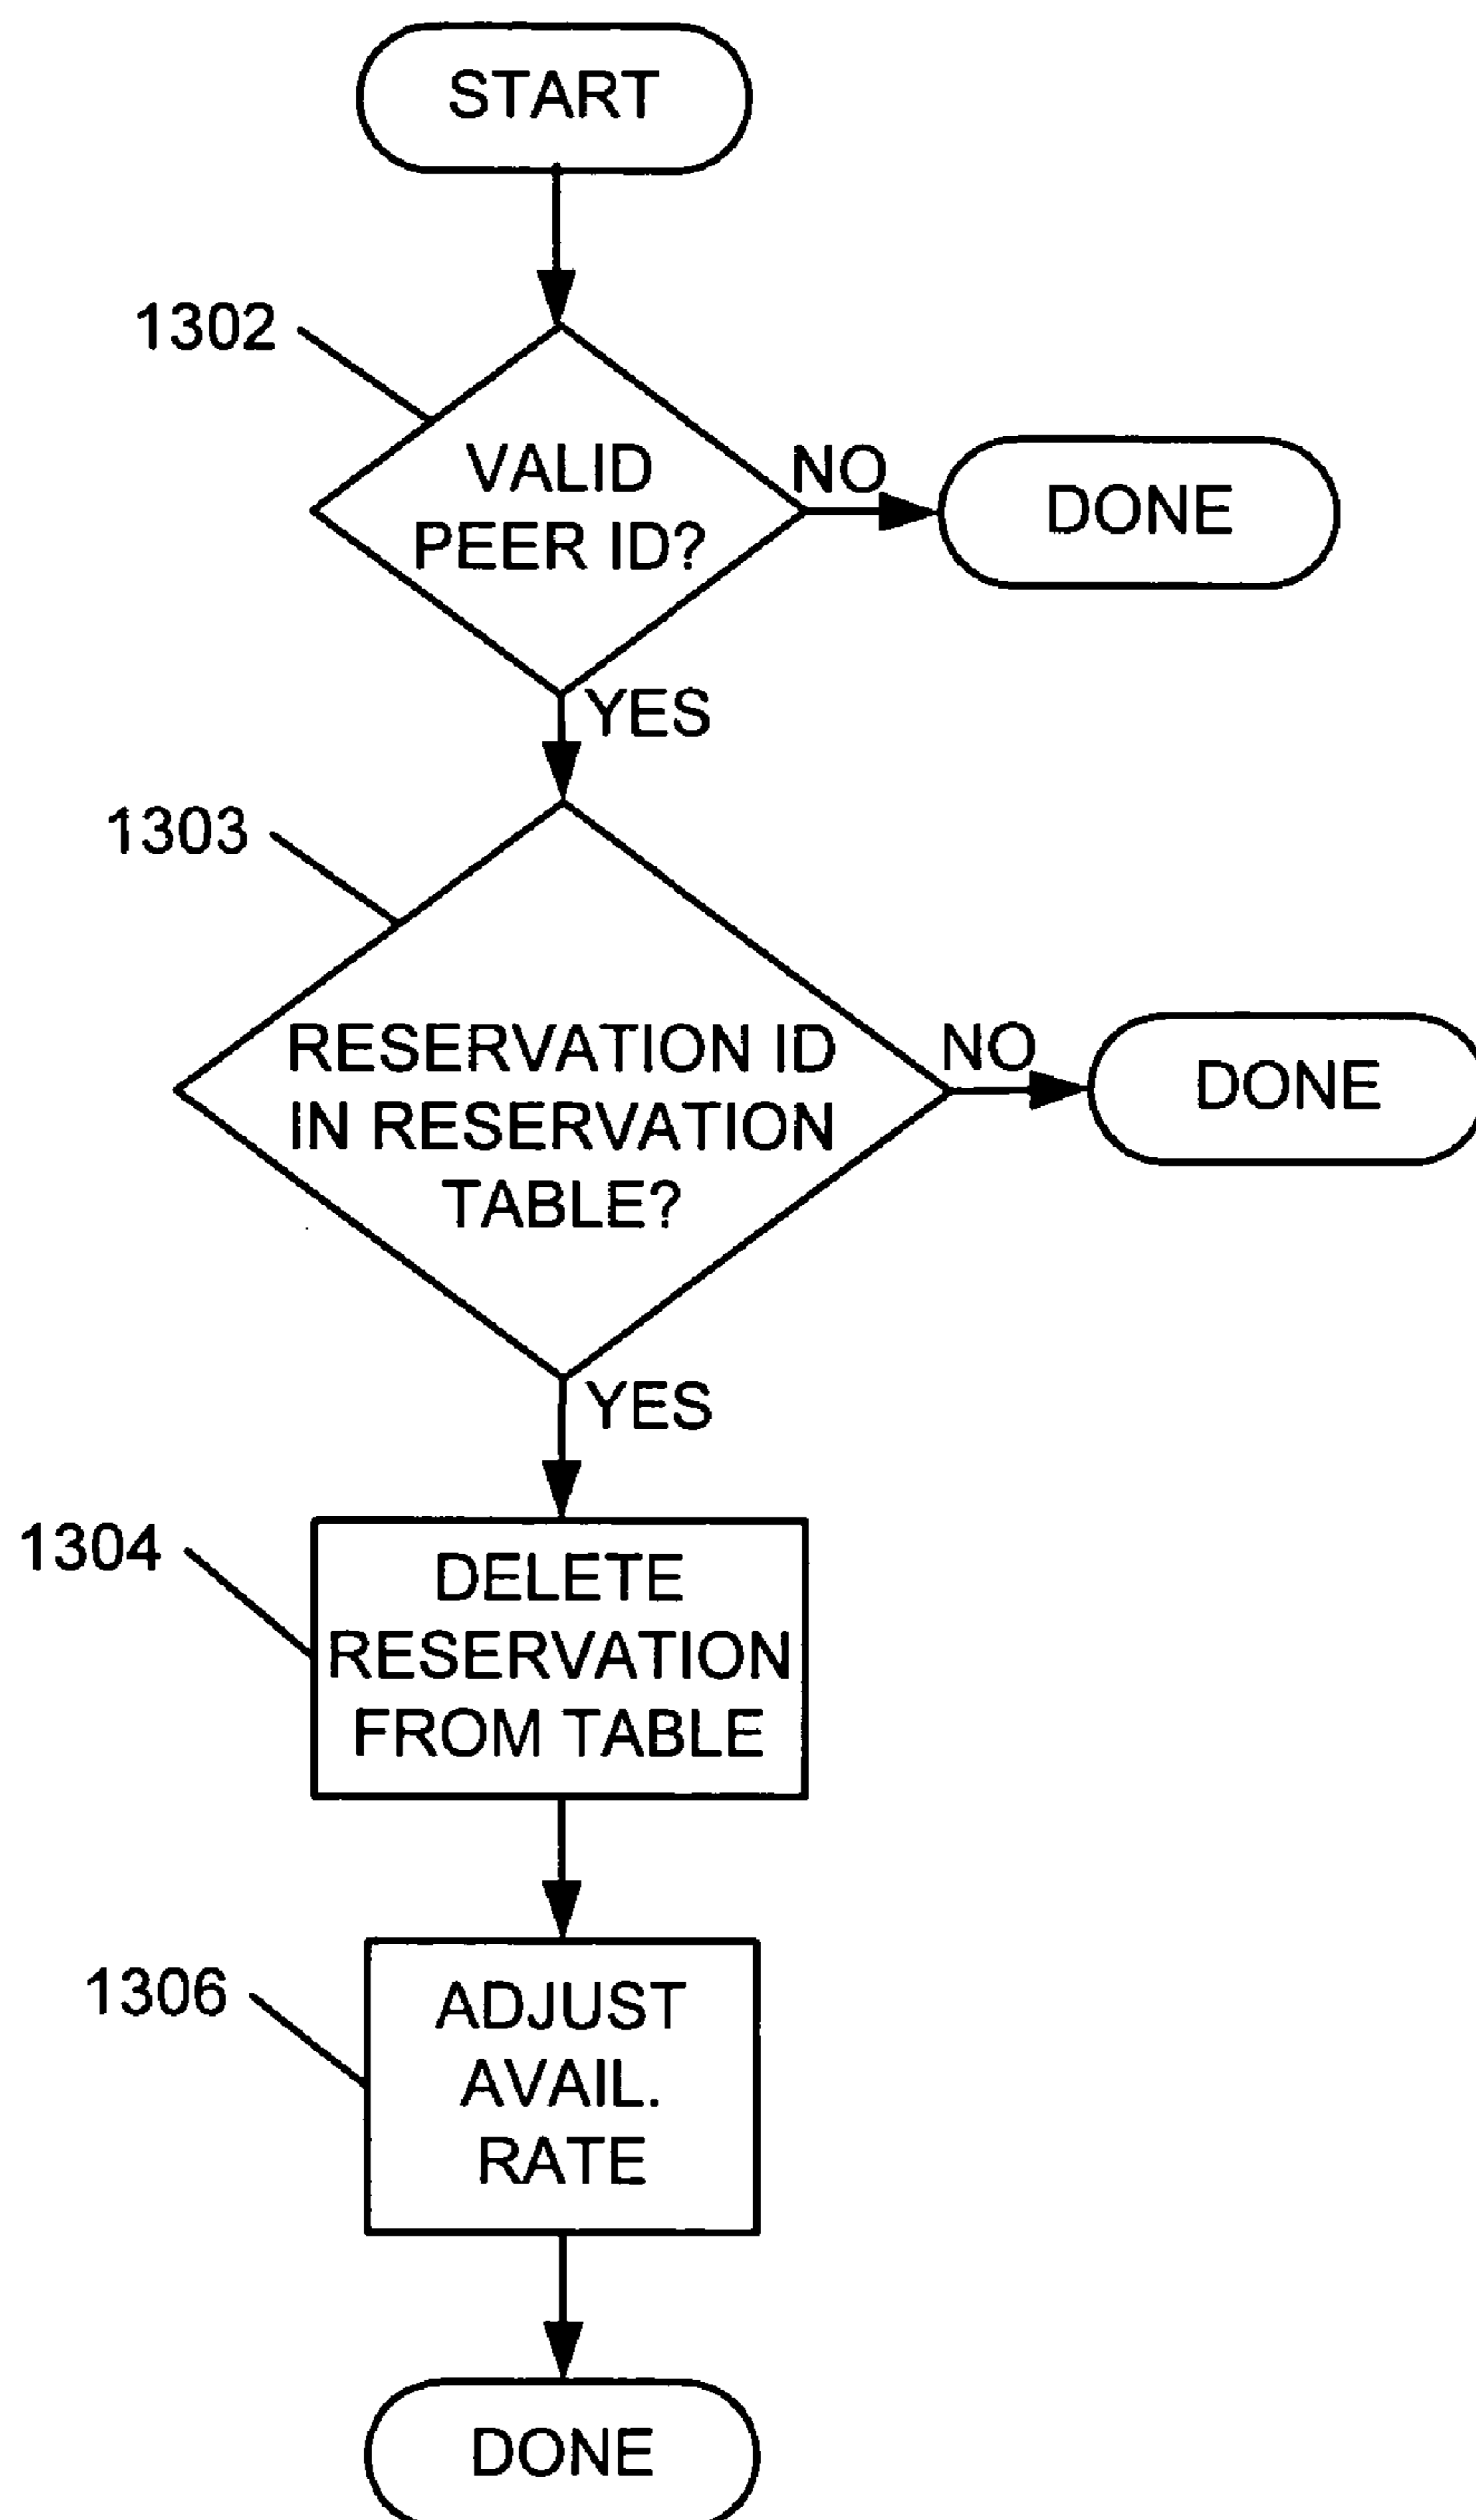 START
1302
VALID
PEER ID?
NO
DONE
YES
1303
RESERVATION ID
IN RESERVATION
TABLE?
NO
DONE
YES
1304
DELETE
RESERVATION
FROM TABLE
1306
ADJUST
AVAIL.
RATE
DONE